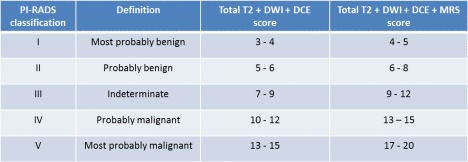 PI-RADS classification Definition Total T2 + DWI + DCE score Total T2 + DWI + DCE + MRS score
I Most probably benign 3 - 4 4 - 5
II Probably benign 5 - 6 6 - 8
III Indeterminate 7 - 9 9 - 12
IV Probably malignant 10 - 12 13 – 15
V Most probably malignant 13 - 15 17 - 20